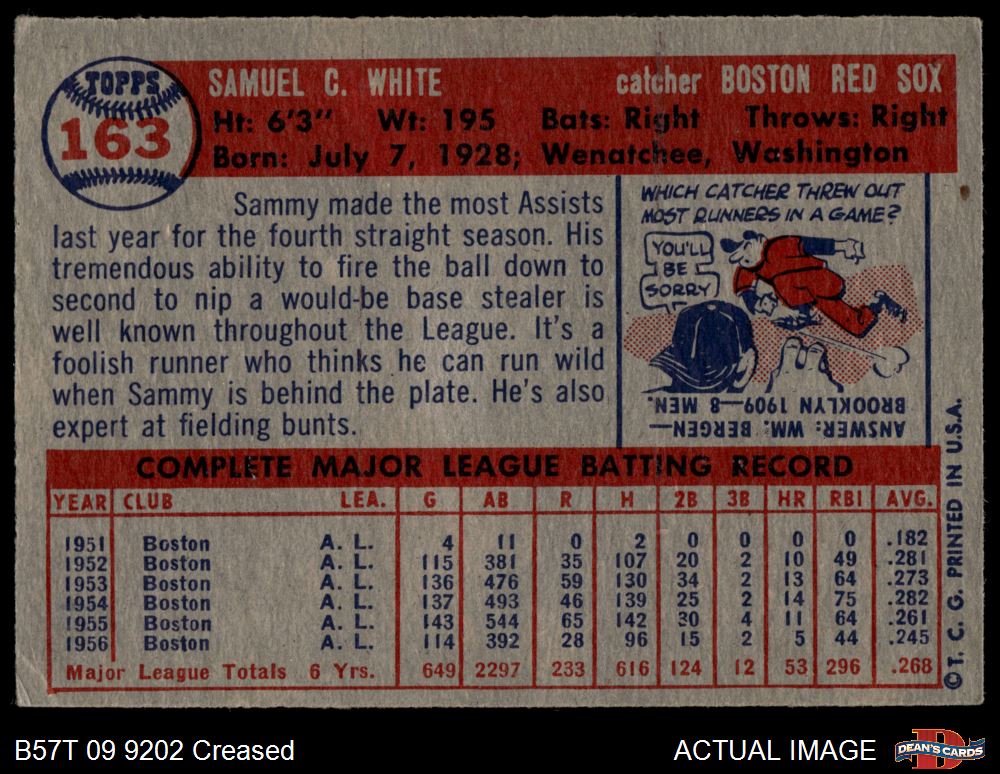 TOPPS
163
SAMUEL C. WHITE catcher BOSTON RED SOX
Ht: 6'3" Wt: 195 Bats: Right Throws: Right
Born: July 7, 1928; Wenatchee, Washington
Sammy made the most Assists
last year for the fourth straight season. His
tremendous ability to fire the ball down to
second to nip a would-be base stealer is
well known throughout the League. It's a
foolish runner who thinks he can run wild
when Sammy is behind the plate. He's also
expert at fielding bunts.
WHICH CATCHER THREW OUT
MOST RUNNERS IN A GAME?
YOU'LL
BE
SORRY
ANSWER: WM. BERGEN—
BROOKLYN 1909—8 MEN.
COMPLETE MAJOR LEAGUE BATTING RECORD
YEAR CLUB LEA. G AB R H 2B 3B HR RBI AVG.
1951 Boston A. L. 4 11 0 2 0 0 0 0 .182
1952 Boston A. L. 115 381 35 107 20 2 10 49 .281
1953 Boston A. L. 136 476 59 130 34 2 13 64 .273
1954 Boston A. L. 137 493 46 139 25 2 14 75 .282
1955 Boston A. L. 143 544 65 142 30 4 11 64 .261
1956 Boston A. L. 114 392 28 96 15 2 5 44 .245
Major League Totals 6 Yrs. 649 2297 233 616 124 12 53 296 .268
© T. C. G. PRINTED IN U.S.A.
B57T 09 9202 Creased
ACTUAL IMAGE
DEAN'S CARDS